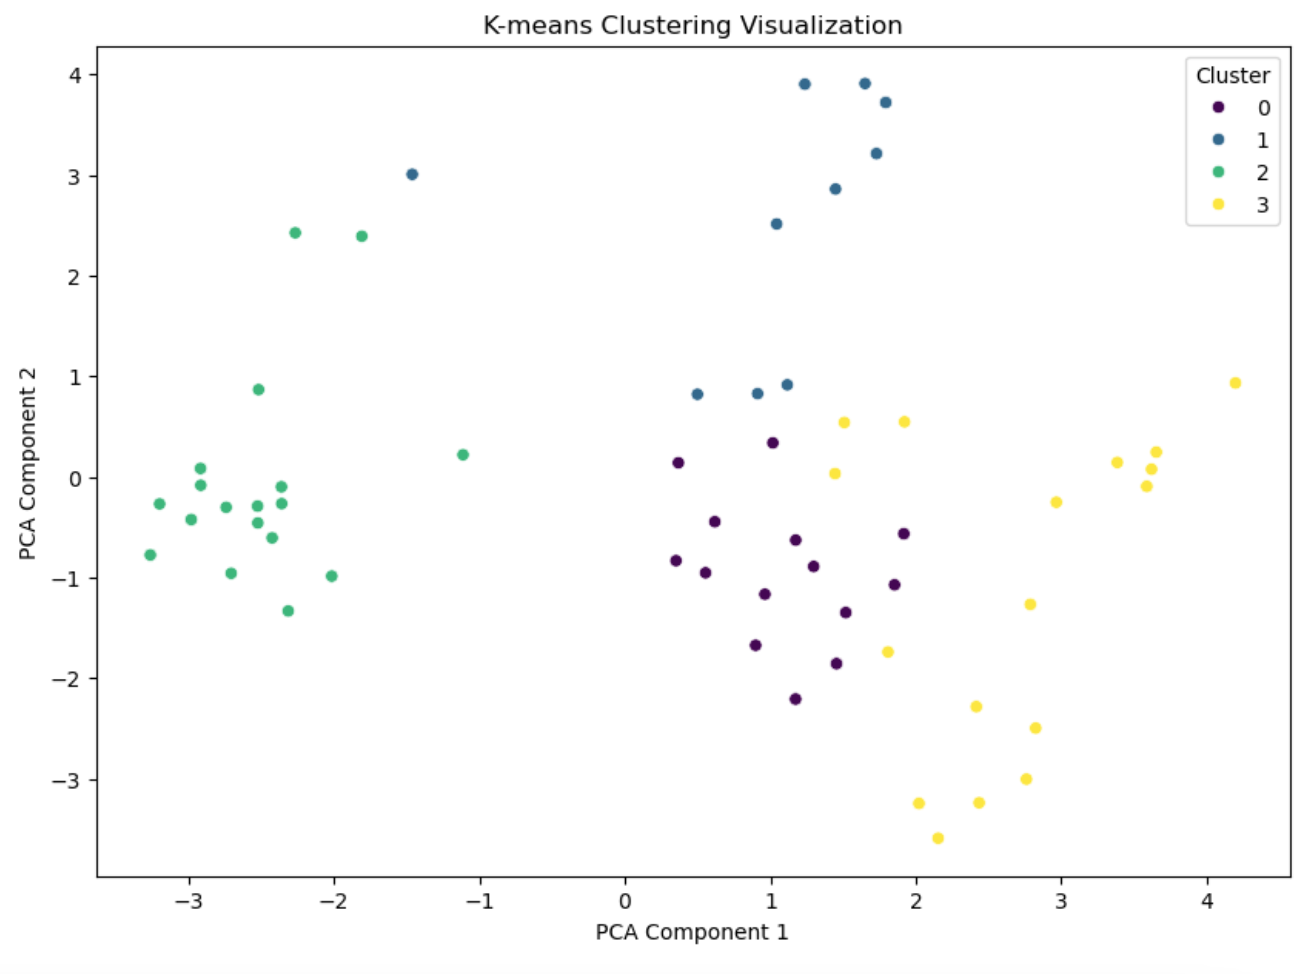 K-means Clustering Visualization
Cluster
0
1
2
3
4
3
2
1
0
−1
−2
−3
PCA Component 2
−3 −2 −1 0 1 2 3 4
PCA Component 1